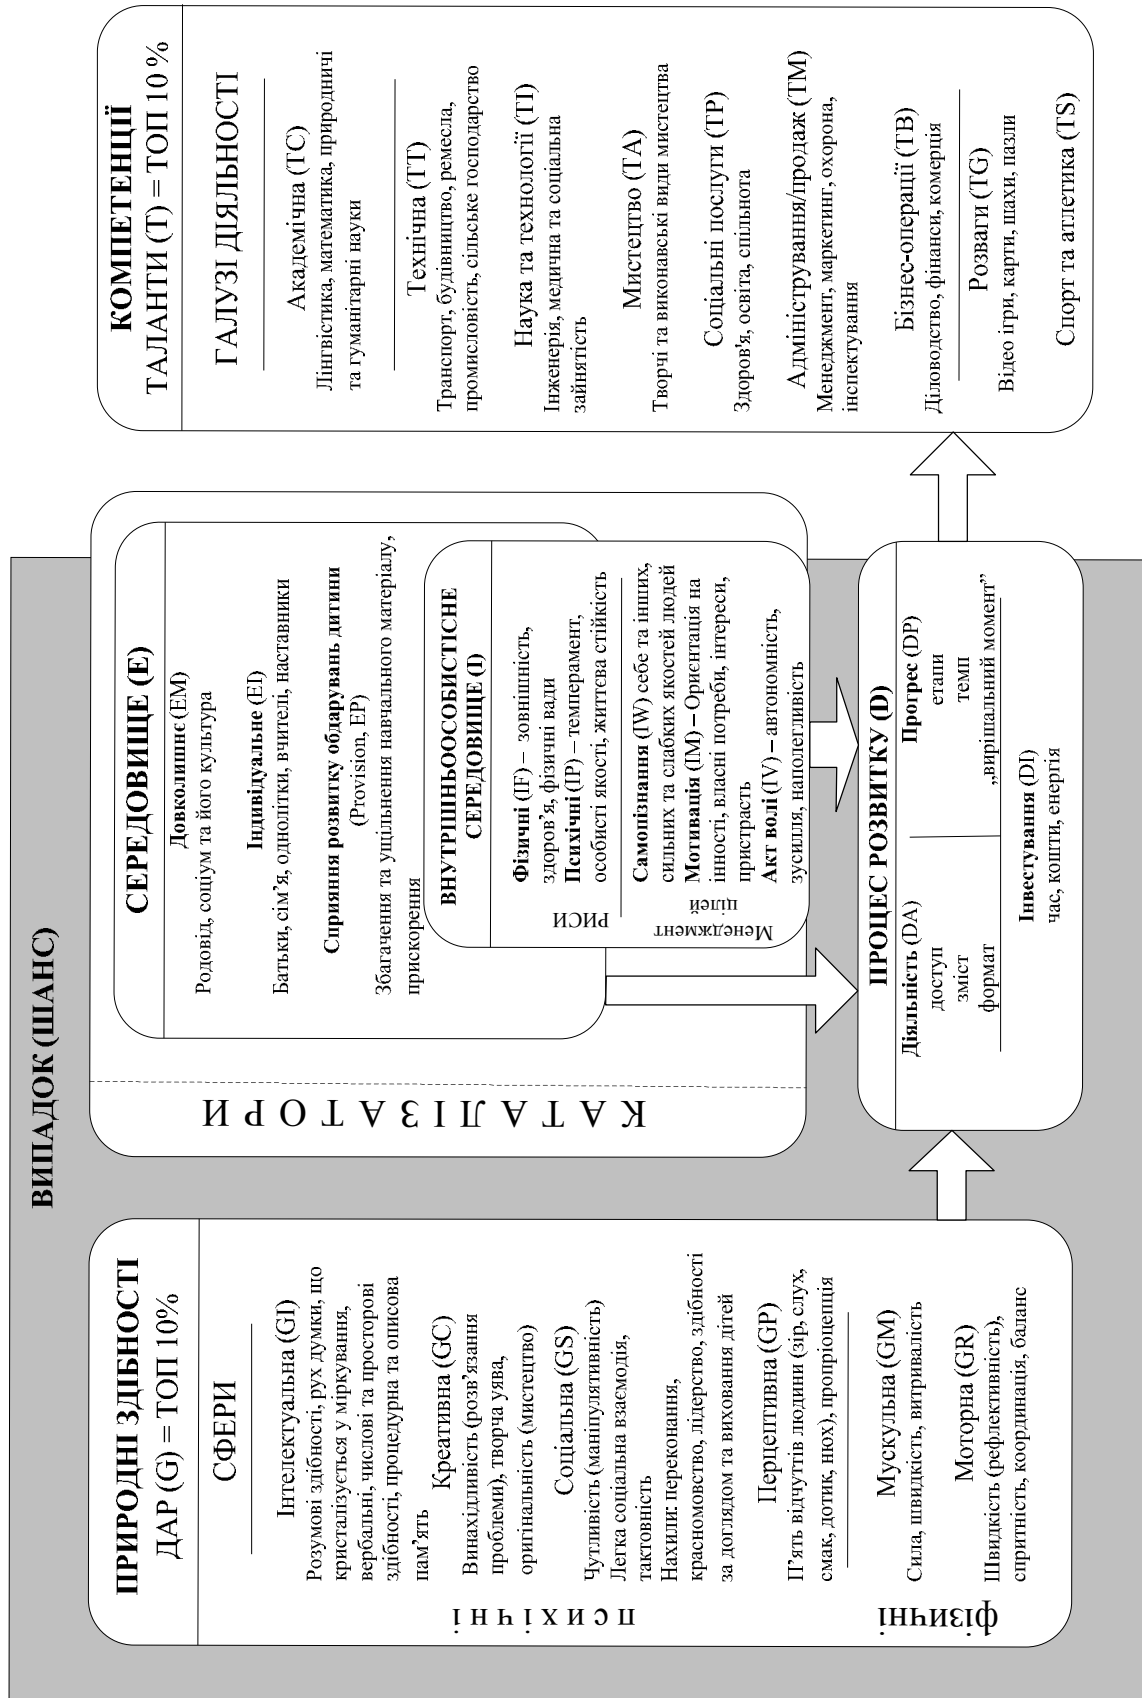 ВИПАДОК (ШАНС)
ПРИРОДНІ ЗДІБНОСТІ
ДАР (G) = ТОП 10%
СФЕРИ
Інтелектуальна (GI)
Розумові здібності, рух думки, що
кристалізується у міркування,
вербальні, числові та просторові
здібності, процедурна та описова
пам’ять
Креативна (GC)
Винахідливість (розв’язання
проблеми), творча уява,
оригінальність (мистецтво)
Соціальна (GS)
Чутливість (маніпулятивність)
Легка соціальна взаємодія,
тактовність
Нахили: переконання,
красномовство, лідерство, здібності
за доглядом та виховання дітей
Перцептивна (GP)
П’ять відчуттів людини (зір, слух,
смак, дотик, ннох), пропріоцепція
Мускульна (GM)
Сила, швидкість, витривалість
Моторна (GR)
Швидкість (рефлективність),
спритність, координація, баланс
психічні
фізичні
КАТАЛІЗАТОРИ
СЕРЕДОВИЩЕ (Е)
Довколишнє (EM)
Родовід, соціум та його культура
Індивідуальне (EI)
Батьки, сім’я, однолітки, вчителі, наставники
Сприяння розвитку обдарувань дитини
(Provision, EP)
Збагачення та ущільнення навчального матеріалу,
прискорення
ВНУТРІШНЬООСОБИСТІСНЕ
СЕРЕДОВИЩЕ (I)
РИСИ
Фізичні (IF) – зовнішність,
здоров’я, фізичні вади
Психічні (IP) – темперамент,
особисті якості, життєва стійкість
Менеджмент
цілей
Самопізнання (IW) себе та інших,
сильних та слабких якостей людей
Мотивація (IM) – Орієнтація на
інності, власні потреби, інтереси,
пристрасть
Акт волі (IV) – автономність,
зусилля, наполегливість
ПРОЦЕС РОЗВИТКУ (D)
Діяльність (DA)
доступ
зміст
формат
Прогрес (DP)
етапи
темп
„вирішальний момент”
Інвестування (DI)
час, кошти, енергія
КОМПЕТЕНЦІЇ
ТАЛАНТИ (Т) = ТОП 10 %
ГАЛУЗІ ДІЯЛЬНОСТІ
Академічна (TC)
Лінгвістика, математика, природничі
та гуманітарні науки
Технічна (TT)
Транспорт, будівництво, ремесла,
промисловість, сільське господарство
Наука та технології (TI)
Інженерія, медична та соціальна
зайнятість
Мистецтво (TA)
Творчі та виконавські види мистецтва
Соціальні послуги (TP)
Здоров'я, освіта, спільнота
Адміністрування/продаж (TM)
Менеджмент, маркетинг, охорона,
інспектування
Бізнес-операції (TB)
Діловодство, фінанси, комерція
Розваги (TG)
Відео ігри, карти, шахи, пазли
Спорт та атлетика (TS)